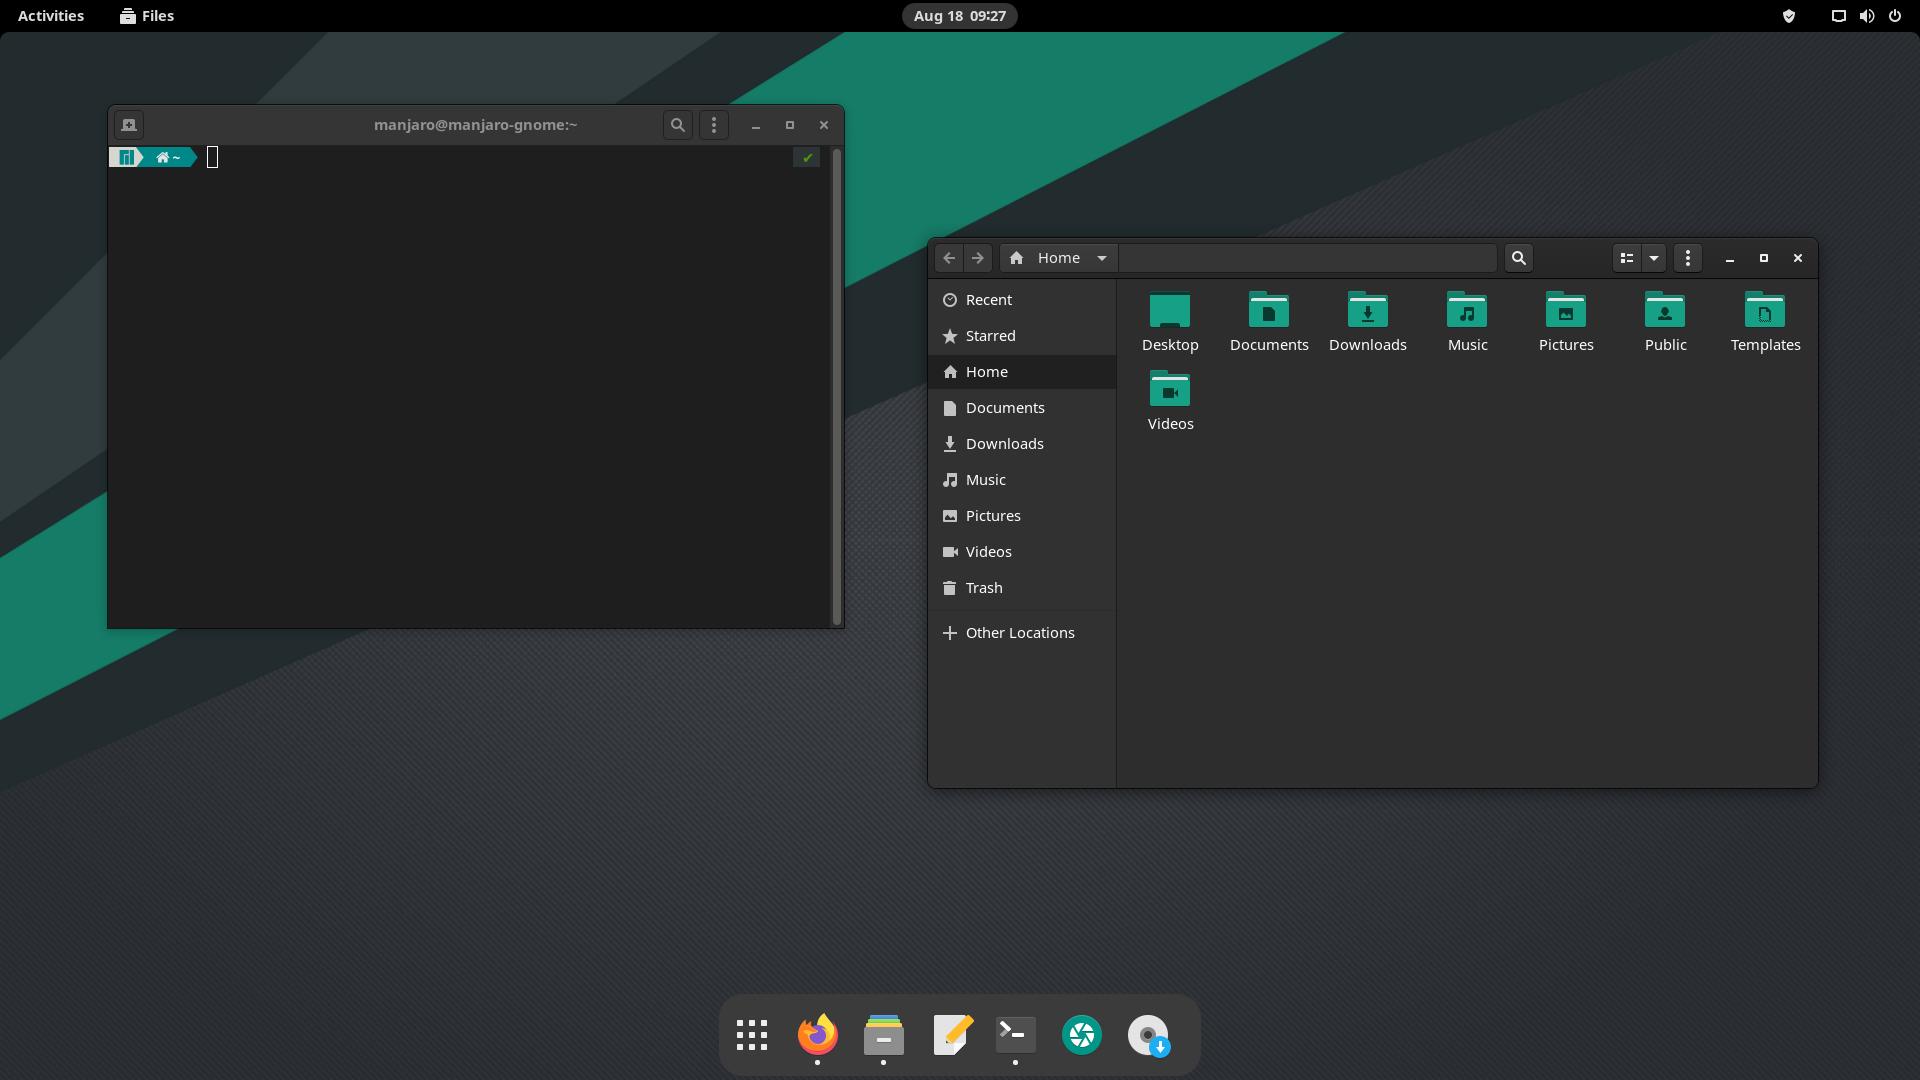 Activities
Files
Aug 18 09:27
manjaro@manjaro-gnome:~
~
Home
Recent
Starred
Home
Documents
Downloads
Music
Pictures
Videos
Trash
Other Locations
Desktop
Documents
Downloads
Music
Pictures
Public
Templates
Videos